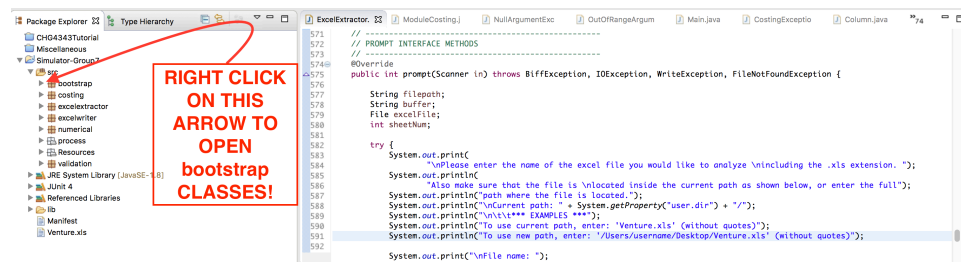 Package Explorer
Type Hierarchy
CHG4343Tutorial
Miscellaneous
Simulator-Group7
src
bootstrap
costing
excelextractor
excelwriter
numerical
process
Resources
validation
JRE System Library [JavaSE-1.8]
JUnit 4
Referenced Libraries
lib
Manifest
Venture.xls
RIGHT CLICK
ON THIS
ARROW TO
OPEN
bootstrap
CLASSES!
ExcelExtractor.
ModuleCosting.j
NullArgumentExc
OutOfRangeArgum
Main.java
CostingExceptio
Column.java
»74
571 // --------------------------------------------------
572 // PROMPT INTERFACE METHODS
573 // --------------------------------------------------
574 @Override
575 public int prompt(Scanner in) throws BiffException, IOException, WriteException, FileNotFoundException {
576
577 String filepath;
578 String buffer;
579 File excelFile;
580 int sheetNum;
581
582 try {
583 System.out.print(
584 "\nPlease enter the name of the excel file you would like to analyze \nincluding the .xls extension. ");
585 System.out.println(
586 "Also make sure that the file is \nlocated inside the current path as shown below, or enter the full");
587 System.out.println("path where the file is located.");
588 System.out.println("\nCurrent path: " + System.getProperty("user.dir") + "/");
589 System.out.println("\n\t\t*** EXAMPLES ***");
590 System.out.println("To use current path, enter: 'Venture.xls' (without quotes)");
591 System.out.println("To use new path, enter: '/Users/username/Desktop/Venture.xls' (without quotes)");
592
System.out.print("\nFile name: ");